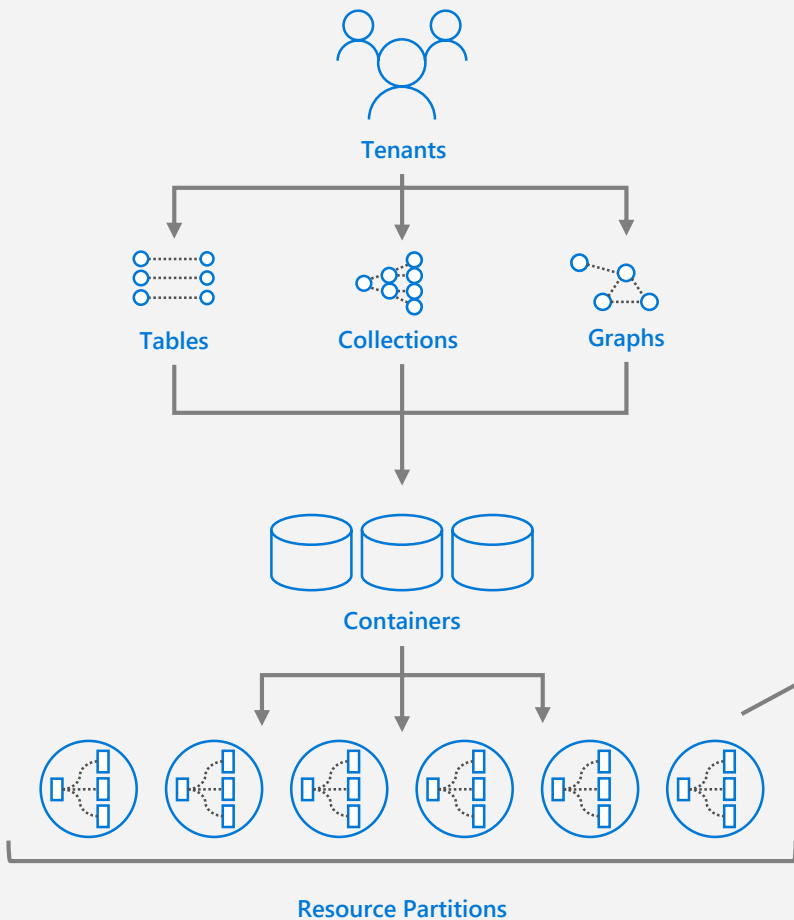 Tenants
Tables
Collections
Graphs
Containers
Resource Partitions